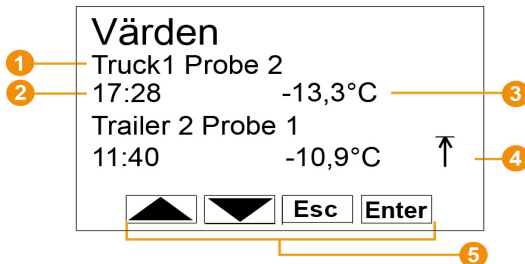 Värden
1 Truck1 Probe 2
2 17:28 -13,3°C 3
Trailer 2 Probe 1
11:40 -10,9°C 4
Esc Enter
5